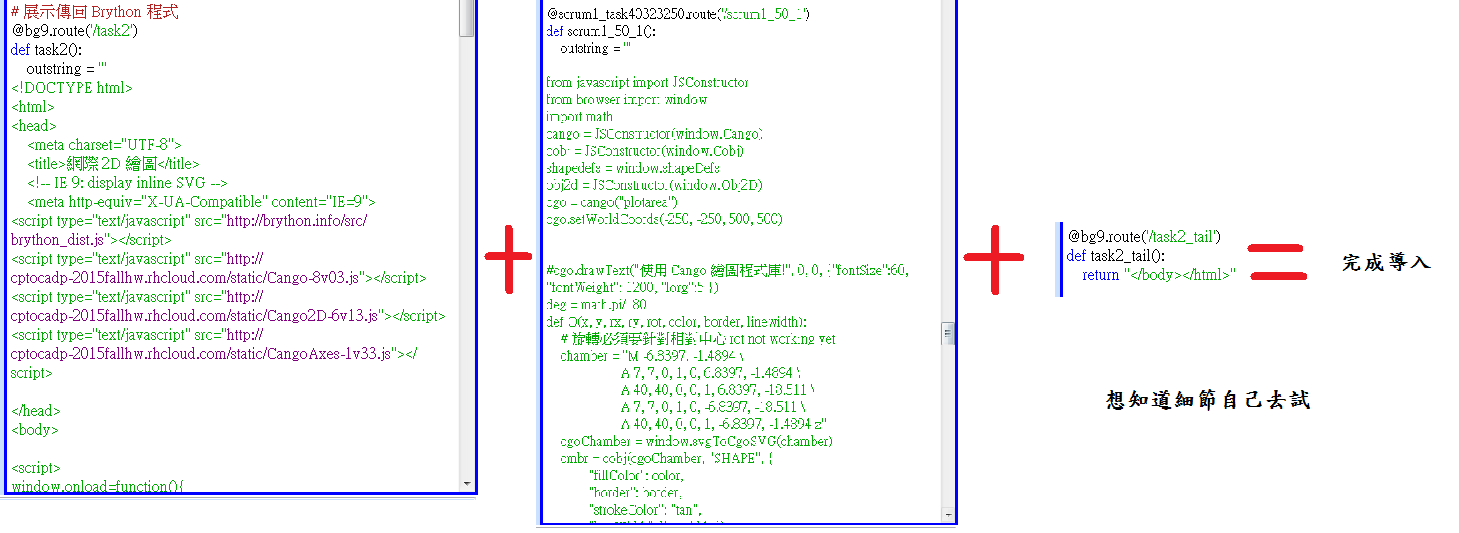 # 展示傳回 Brython 程式
@bg9.route('/task2')
def task2():
outstring = '''
<!DOCTYPE html>
<html>
<head>
<meta charset="UTF-8">
<title>網際 2D 繪圖</title>
<!-- IE 9: display inline SVG -->
<meta http-equiv="X-UA-Compatible" content="IE=9">
<script type="text/javascript" src="http://brython.info/src/
brython_dist.js"></script>
<script type="text/javascript" src="http://
cptocadp-2015fallhw.rhcloud.com/static/Cango-8v03.js"></script>
<script type="text/javascript" src="http://
cptocadp-2015fallhw.rhcloud.com/static/Cango2D-6v13.js"></script>
<script type="text/javascript" src="http://
cptocadp-2015fallhw.rhcloud.com/static/CangoAxes-1v33.js"></
script>
</head>
<body>
<script>
window.onload=function(){
@scrum1_task40323250.route('/scrum1_50_1')
def scrum1_50_1():
outstring = '''
from javascript import JSConstructor
from browser import window
import math
cango = JSConstructor(window.Cango)
cobj = JSConstructor(window.Cobj)
shapedefs = window.shapeDefs
obj2d = JSConstructor(window.Obj2D)
cgo = cango("plotarea")
cgo.setWorldCoords(-250, -250, 500, 500)
#cgo.drawText("使用 Cango 繪圖程式庫!", 0, 0, {"fontSize":60,
"fontWeight": 1200, "lorg":5 })
deg = math.pi/180
def O(x, y, rx, ry, rot, color, border, linewidth):
# 旋轉必須要針對相對中心 rot not working yet
chamber = "M -6.8397, -1.4894 \
A 7, 7, 0, 1, 0, 6.8397, -1.4894 \
A 40, 40, 0, 0, 1, 6.8397, -18.511 \
A 7, 7, 0, 1, 0, -6.8397, -18.511 \
A 40, 40, 0, 0, 1, -6.8397, -1.4894 z"
cgoChamber = window.svgToCgoSVG(chamber)
cmbr = cobj(cgoChamber, "SHAPE", {
"fillColor": color,
"border": border,
"strokeColor": "tan",
@bg9.route('/task2_tail')
def task2_tail():
return "</body></html>"
完成導入
想知道細節自己去試